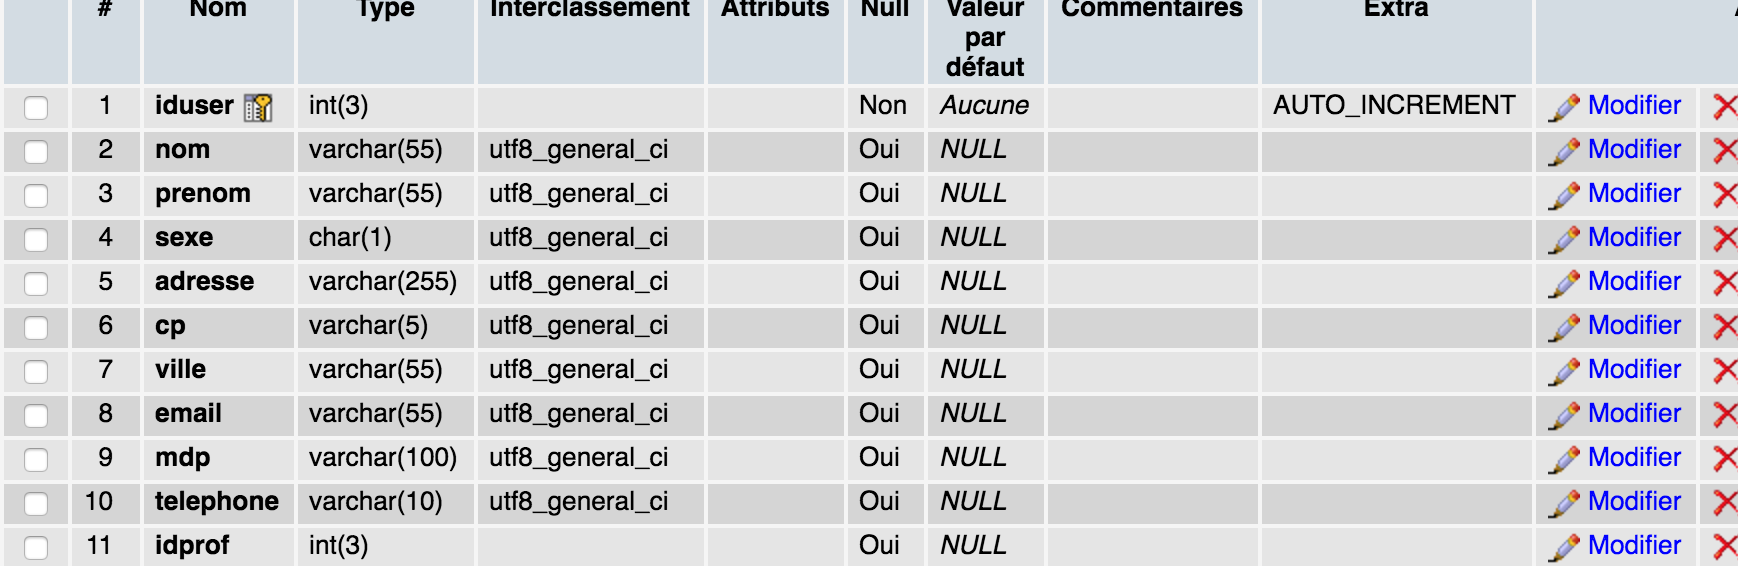 # Nom Type Interclassement Attributs Null Valeur par défaut Commentaires Extra
1 iduser int(3) Non Aucune AUTO_INCREMENT Modifier
2 nom varchar(55) utf8_general_ci Oui NULL Modifier
3 prenom varchar(55) utf8_general_ci Oui NULL Modifier
4 sexe char(1) utf8_general_ci Oui NULL Modifier
5 adresse varchar(255) utf8_general_ci Oui NULL Modifier
6 cp varchar(5) utf8_general_ci Oui NULL Modifier
7 ville varchar(55) utf8_general_ci Oui NULL Modifier
8 email varchar(55) utf8_general_ci Oui NULL Modifier
9 mdp varchar(100) utf8_general_ci Oui NULL Modifier
10 telephone varchar(10) utf8_general_ci Oui NULL Modifier
11 idprof int(3) Oui NULL Modifier